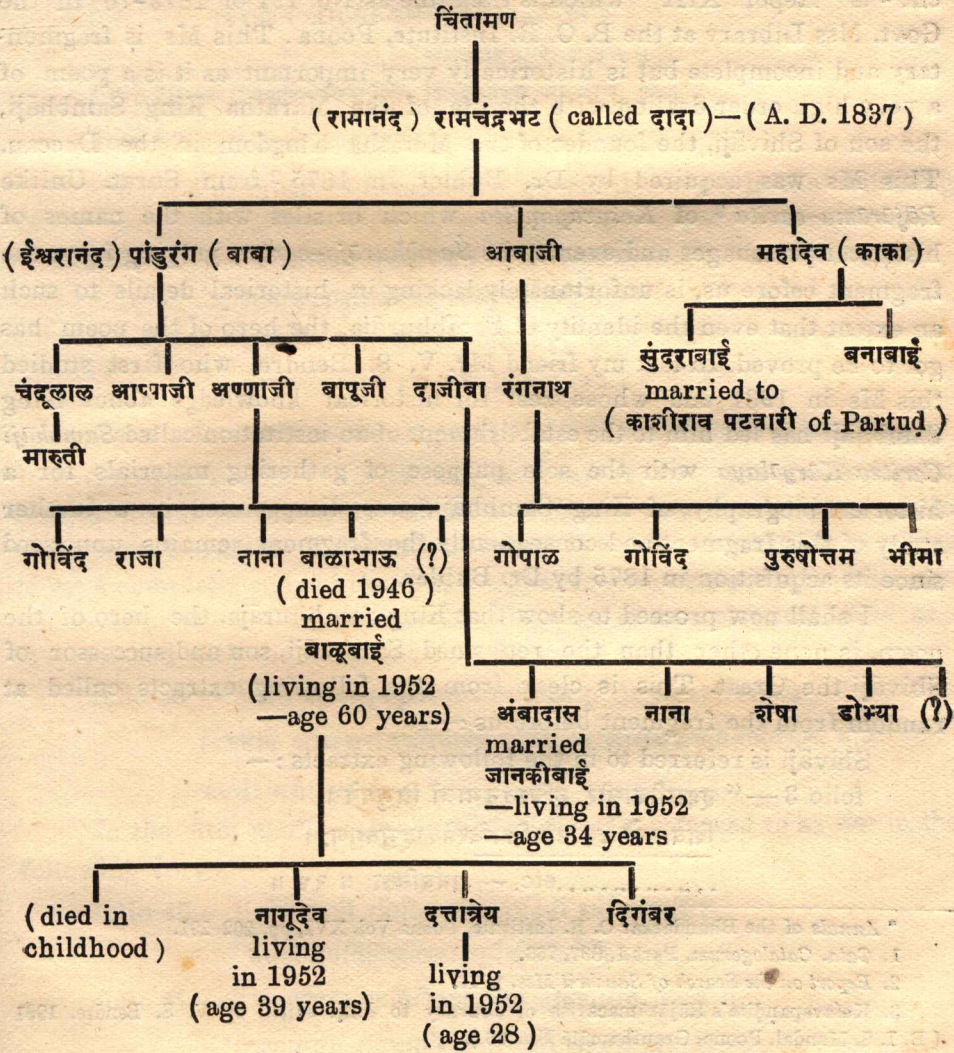 चिंतामण
(रामानंद) रामचंद्रभट (called दादा)—(A. D. 1837)
(ईश्वरानंद) पांडुरंग (बाबा) आबाजी महादेव (काका)
सुंदराबाई बनाबाई
married to
(काशीराव पटवारी of Partud)
चंदूलाल आप्पाजी अण्णाजी बापूजी दाजीबा रंगनाथ
मारुती
गोविंद राजा नाना बाळाभाऊ (?) गोपाळ गोविंद पुरुषोत्तम भीमा
(died 1946)
married
बाळूबाई
(living in 1952
—age 60 years)
अंबादास नाना शेषा डोभ्या (?)
married
जानकीबाई
—living in 1952
—age 34 years
(died in
childhood)
नागूदेव
living
in 1952
(age 39 years)
दत्तात्रेय
living
in 1952
(age 28)
दिगंबर